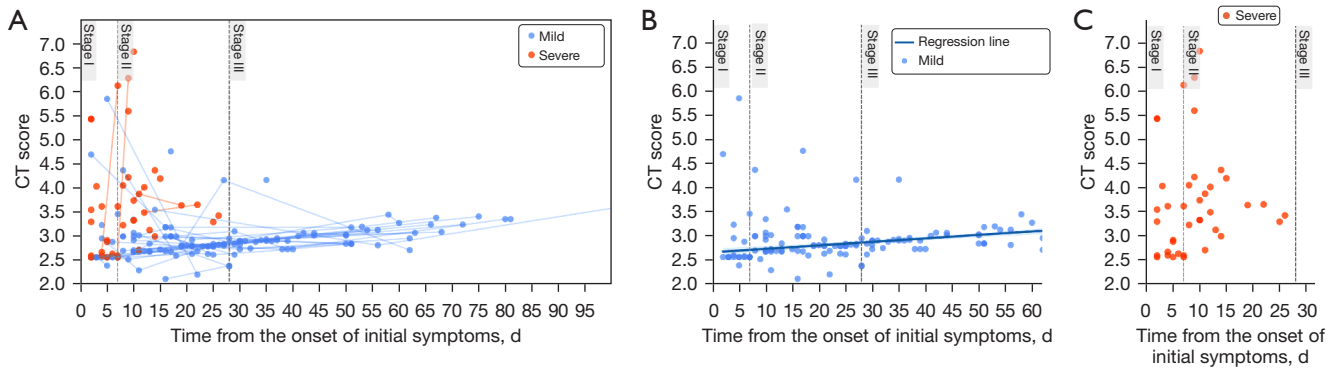 A
Stage I
Stage II
Stage III
Mild
Severe
CT score
7.0
6.5
6.0
5.5
5.0
4.5
4.0
3.5
3.0
2.5
2.0
0 5 10 15 20 25 30 35 40 45 50 55 60 65 70 75 80 85 90 95
Time from the onset of initial symptoms, d
B
Stage I
Stage II
Stage III
Regression line
Mild
CT score
7.0
6.5
6.0
5.5
5.0
4.5
4.0
3.5
3.0
2.5
2.0
0 5 10 15 20 25 30 35 40 45 50 55 60
Time from the onset of initial symptoms, d
C
Severe
Stage I
Stage II
Stage III
CT score
7.0
6.5
6.0
5.5
5.0
4.5
4.0
3.5
3.0
2.5
2.0
0 5 10 15 20 25 30
Time from the onset of
initial symptoms, d